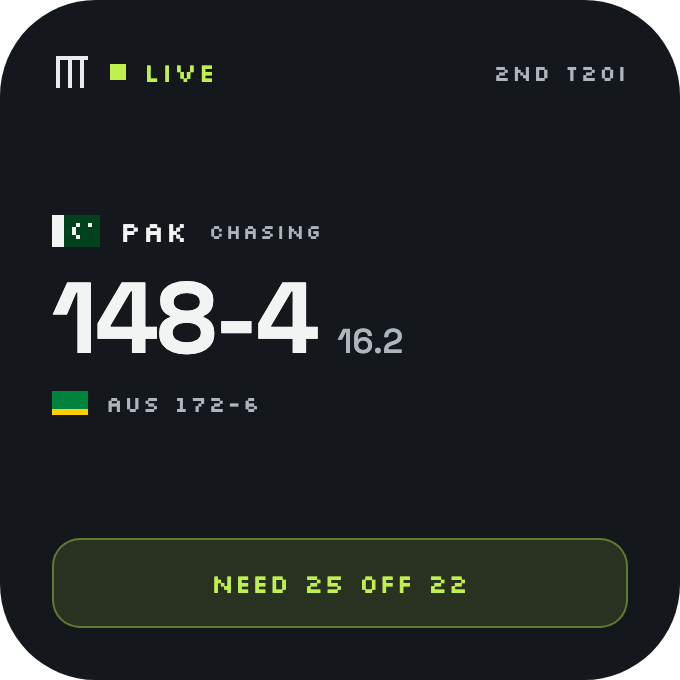 LIVE 2ND T20I
PAK CHASING
148-4 16.2
AUS 172-6
NEED 25 OFF 22